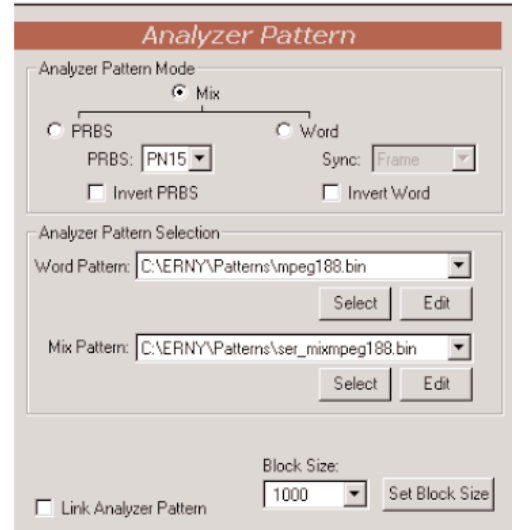 Analyzer Pattern
Analyzer Pattern Mode
Mix
PRBS
Word
PRBS: PN15
Sync: Frame
Invert PRBS
Invert Word
Analyzer Pattern Selection
Word Pattern: C:\ERNY\Patterns\mpeg188.bin
Select Edit
Mix Pattern: C:\ERNY\Patterns\ser_mixmpeg188.bin
Select Edit
Block Size:
1000 Set Block Size
Link Analyzer Pattern